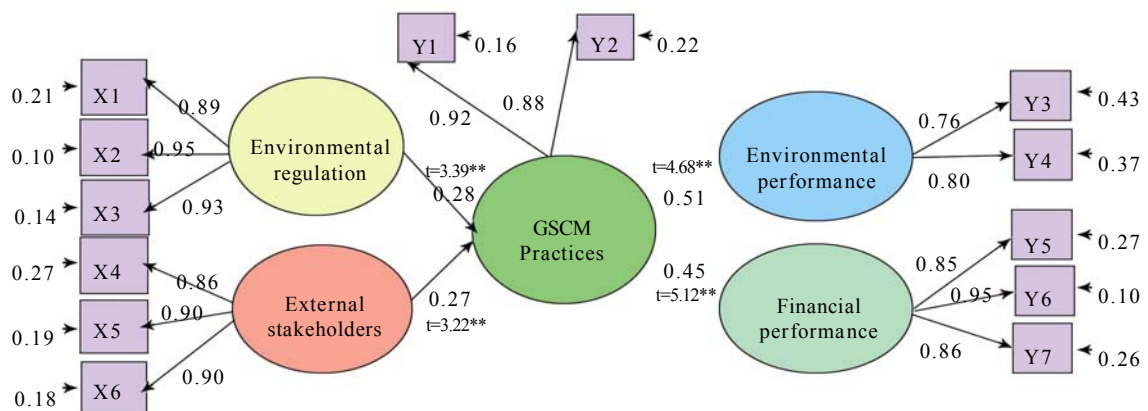 0.21
X1
0.89
0.10
X2
0.95
0.14
X3
0.93
0.27
X4
0.86
0.19
X5
0.90
0.18
X6
0.90
Environmental
regulation
External
stakeholders
t=3.39**
0.28
0.27
t=3.22**
Y1
0.16
Y2
0.22
0.92
0.88
GSCM
Practices
t=4.68**
0.51
0.45
t=5.12**
Environmental
performance
Financial
performance
0.76
Y3
0.43
0.80
Y4
0.37
0.85
Y5
0.27
0.95
Y6
0.10
0.86
Y7
0.26